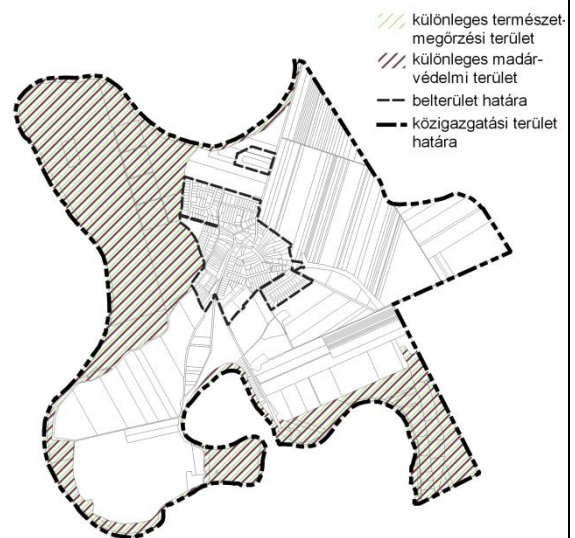 különleges természet-
megőrzési terület
különleges madár-
védelmi terület
belterület határa
közigazgatási terület
határa